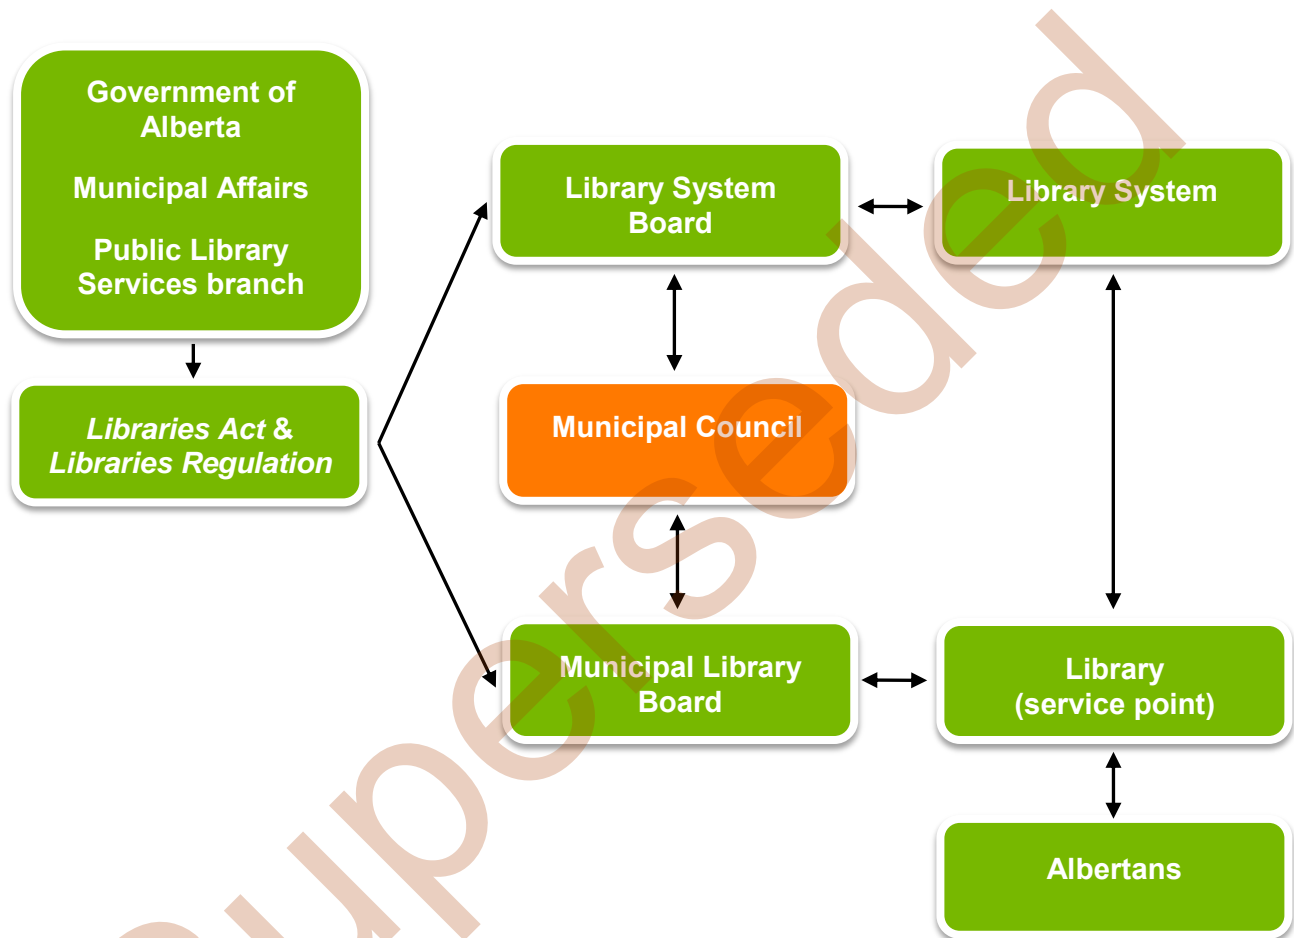 Government of
Alberta
Municipal Affairs
Public Library
Services branch
Libraries Act &
Libraries Regulation
Library System
Board
Library System
Municipal Council
Municipal Library
Board
Library
(service point)
Albertans
Superseded